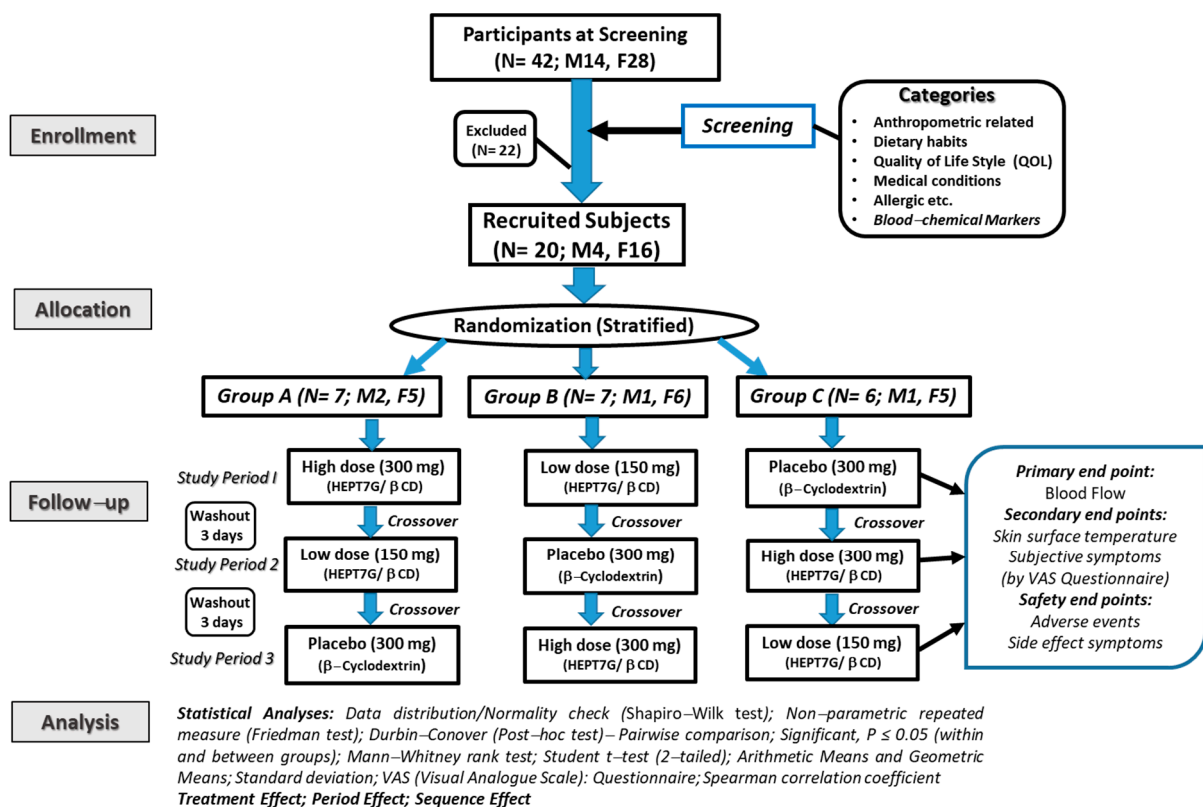 Participants at Screening
(N= 42; M14, F28)
Enrollment
Excluded
(N= 22)
Screening
Categories
• Anthropometric related
• Dietary habits
• Quality of Life Style (QOL)
• Medical conditions
• Allergic etc.
• Blood–chemical Markers
Recruited Subjects
(N= 20; M4, F16)
Allocation
Randomization (Stratified)
Group A (N= 7; M2, F5)
Group B (N= 7; M1, F6)
Group C (N= 6; M1, F5)
Follow–up
Study Period I
High dose (300 mg)
(HEPT7G/ β CD)
Low dose (150 mg)
(HEPT7G/ β CD)
Placebo (300 mg)
(β–Cyclodextrin)
Washout
3 days
Crossover
Crossover
Crossover
Study Period 2
Low dose (150 mg)
(HEPT7G/ β CD)
Placebo (300 mg)
(β–Cyclodextrin)
High dose (300 mg)
(HEPT7G/ β CD)
Washout
3 days
Crossover
Crossover
Crossover
Study Period 3
Placebo (300 mg)
(β–Cyclodextrin)
High dose (300 mg)
(HEPT7G/ β CD)
Low dose (150 mg)
(HEPT7G/ β CD)
Primary end point:
Blood Flow
Secondary end points:
Skin surface temperature
Subjective symptoms
(by VAS Questionnaire)
Safety end points:
Adverse events
Side effect symptoms
Analysis
Statistical Analyses: Data distribution/Normality check (Shapiro–Wilk test); Non–parametric repeated
measure (Friedman test); Durbin–Conover (Post–hoc test)– Pairwise comparison; Significant, P ≤ 0.05 (within
and between groups); Mann–Whitney rank test; Student t–test (2–tailed); Arithmetic Means and Geometric
Means; Standard deviation; VAS (Visual Analogue Scale): Questionnaire; Spearman correlation coefficient
Treatment Effect; Period Effect; Sequence Effect